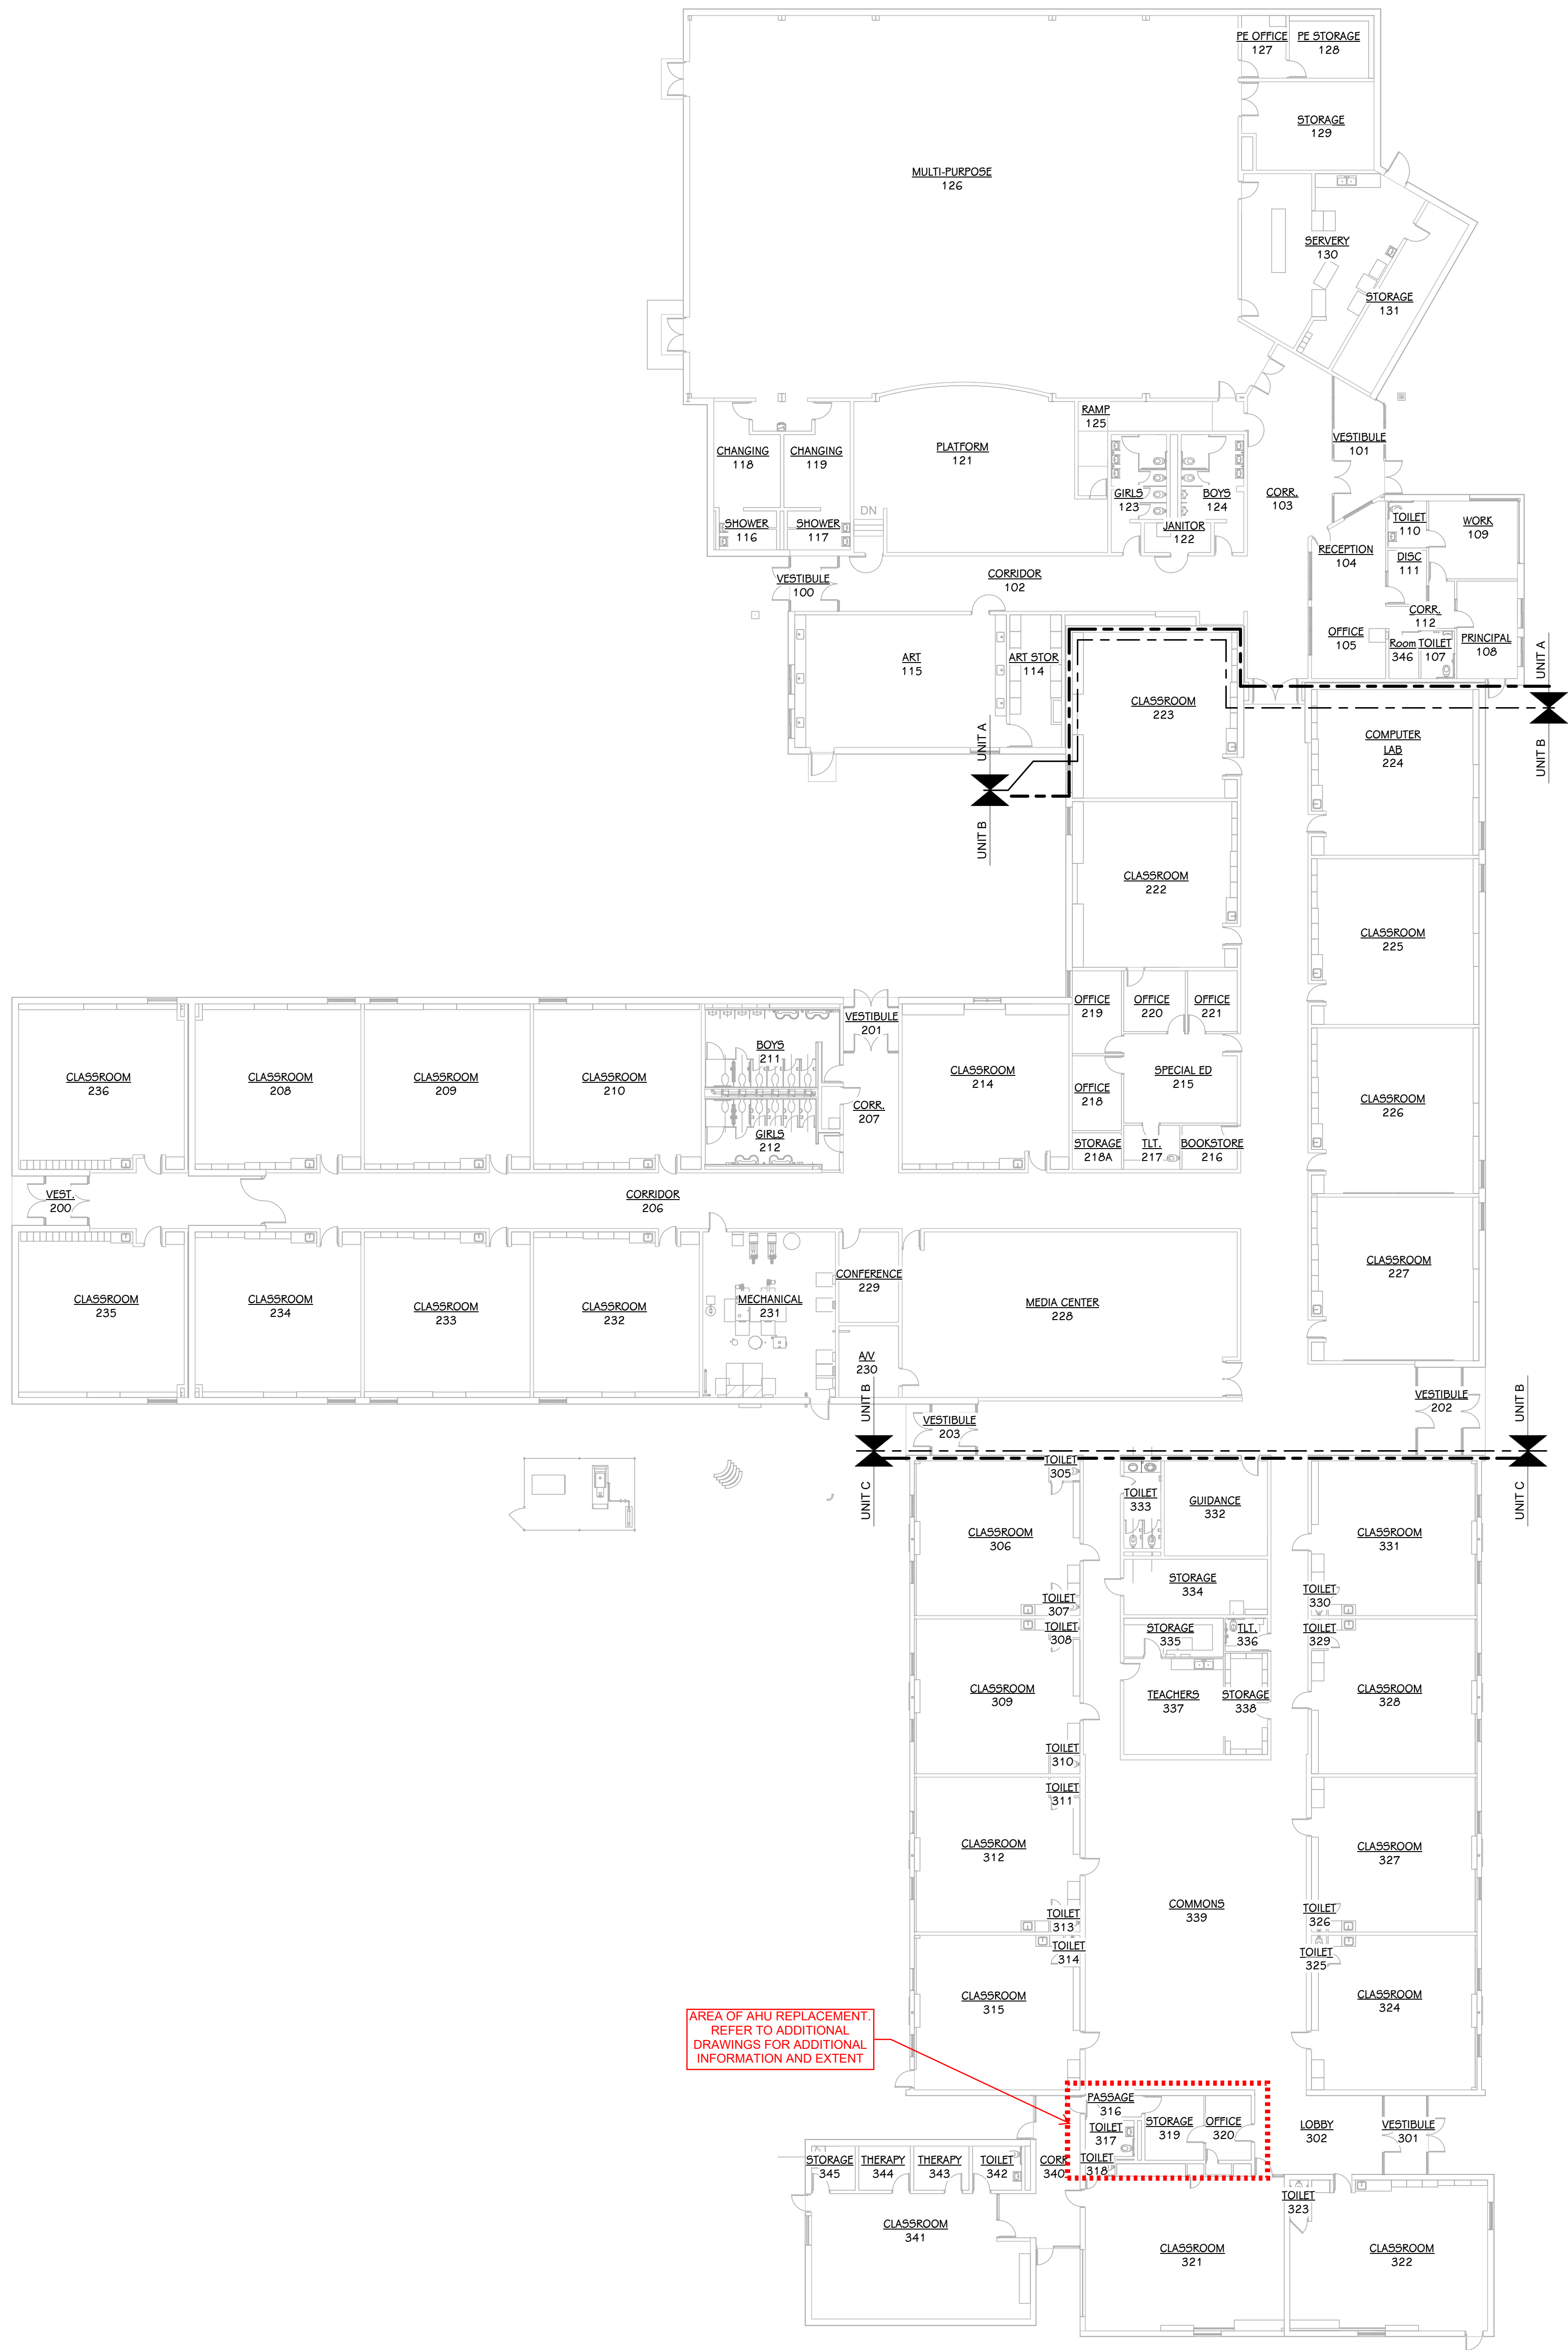 PE OFFICE
127
PE STORAGE
128
STORAGE
129
MULTI-PURPOSE
126
SERVERY
130
STORAGE
131
RAMP
125
VESTIBULE
101
CHANGING
118
CHANGING
119
PLATFORM
121
GIRLS
123
BOYS
124
CORR.
103
DN
SHOWER
116
SHOWER
117
JANITOR
122
TOILET
110
WORK
109
RECEPTION
104
DISC
111
VESTIBULE
100
CORRIDOR
102
CORR.
112
OFFICE
105
Room
346
TOILET
107
PRINCIPAL
108
ART
115
ART STOR
114
UNIT A
UNIT B
CLASSROOM
223
COMPUTER
LAB
224
UNIT A
UNIT B
CLASSROOM
222
CLASSROOM
225
OFFICE
219
OFFICE
220
OFFICE
221
VESTIBULE
201
BOYS
211
CLASSROOM
236
CLASSROOM
208
CLASSROOM
209
CLASSROOM
210
CLASSROOM
214
SPECIAL ED
215
OFFICE
218
CLASSROOM
226
CORR.
207
GIRLS
212
STORAGE
218A
TLT.
217
BOOKSTORE
216
VEST.
200
CORRIDOR
206
CONFERENCE
229
CLASSROOM
227
CLASSROOM
235
CLASSROOM
234
CLASSROOM
233
CLASSROOM
232
MECHANICAL
231
MEDIA CENTER
228
A/V
230
UNIT B
UNIT C
VESTIBULE
203
VESTIBULE
202
UNIT B
UNIT C
TOILET
305
TOILET
333
GUIDANCE
332
CLASSROOM
306
CLASSROOM
331
STORAGE
334
TOILET
307
TOILET
330
TOILET
308
STORAGE
335
TLT.
336
TOILET
329
CLASSROOM
309
TEACHERS
337
STORAGE
338
CLASSROOM
328
TOILET
310
TOILET
311
CLASSROOM
312
CLASSROOM
327
COMMONS
339
TOILET
313
TOILET
326
TOILET
314
TOILET
325
CLASSROOM
315
CLASSROOM
324
AREA OF AHU REPLACEMENT.
REFER TO ADDITIONAL
DRAWINGS FOR ADDITIONAL
INFORMATION AND EXTENT
PASSAGE
316
TOILET
317
STORAGE
319
OFFICE
320
LOBBY
302
VESTIBULE
301
STORAGE
345
THERAPY
344
THERAPY
343
TOILET
342
CORR.
340
TOILET
318
TOILET
323
CLASSROOM
341
CLASSROOM
321
CLASSROOM
322